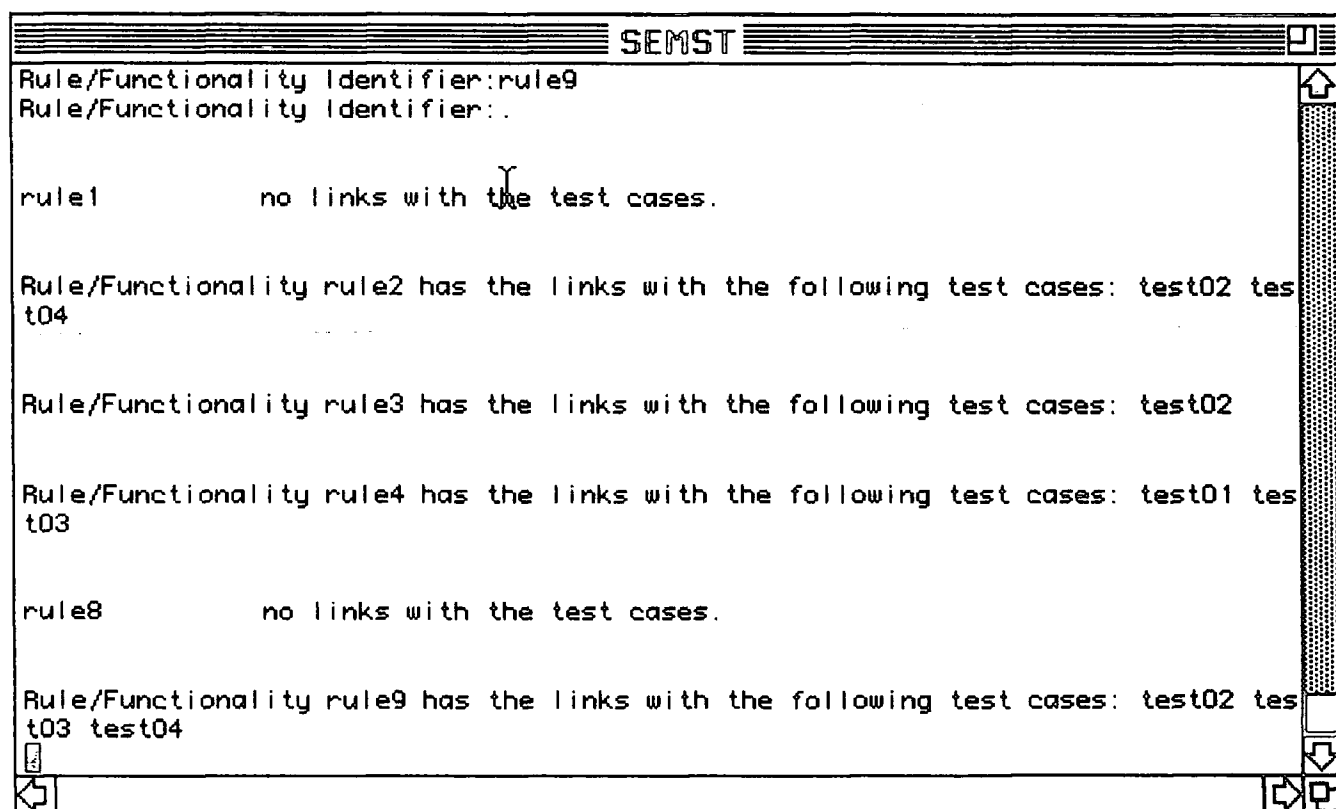 SEMST
Rule/Functionality Identifier:rule9
Rule/Functionality Identifier:.
rule1 no links with the test cases.
Rule/Functionality rule2 has the links with the following test cases: test02 tes
t04
Rule/Functionality rule3 has the links with the following test cases: test02
Rule/Functionality rule4 has the links with the following test cases: test01 tes
t03
rule8 no links with the test cases.
Rule/Functionality rule9 has the links with the following test cases: test02 tes
t03 test04